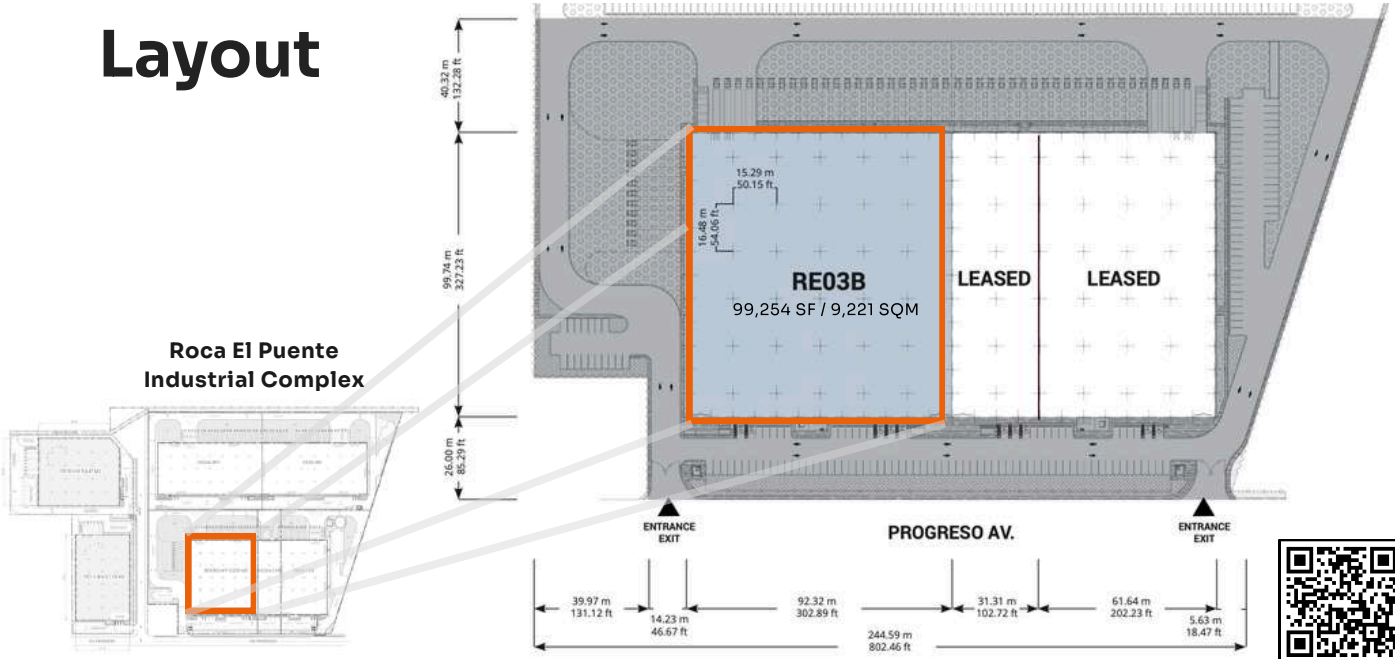 Layout
40.32 m
132.28 ft
99.74 m
327.23 ft
26.00 m
85.29 ft
15.29 m
50.15 ft
16.48 m
54.06 ft
RE03B
99,254 SF / 9,221 SQM
LEASED
LEASED
Roca El Puente
Industrial Complex
ENTRANCE
EXIT
PROGRESO AV.
ENTRANCE
EXIT
39.97 m
131.12 ft
14.23 m
46.67 ft
92.32 m
302.89 ft
31.31 m
102.72 ft
61.64 m
202.23 ft
5.63 m
18.47 ft
244.59 m
802.46 ft